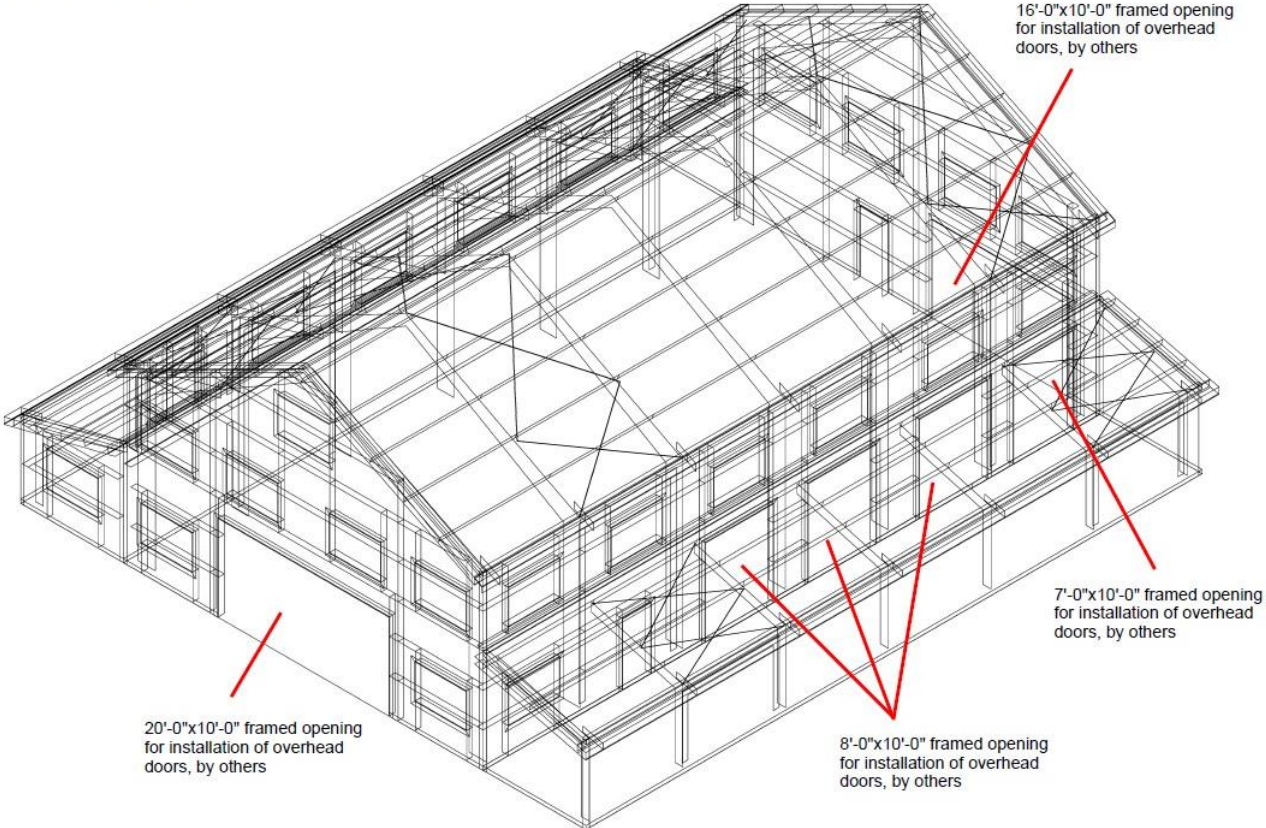 16'-0"x10'-0" framed opening
for installation of overhead
doors, by others
7'-0"x10'-0" framed opening
for installation of overhead
doors, by others
20'-0"x10'-0" framed opening
for installation of overhead
doors, by others
8'-0"x10'-0" framed opening
for installation of overhead
doors, by others